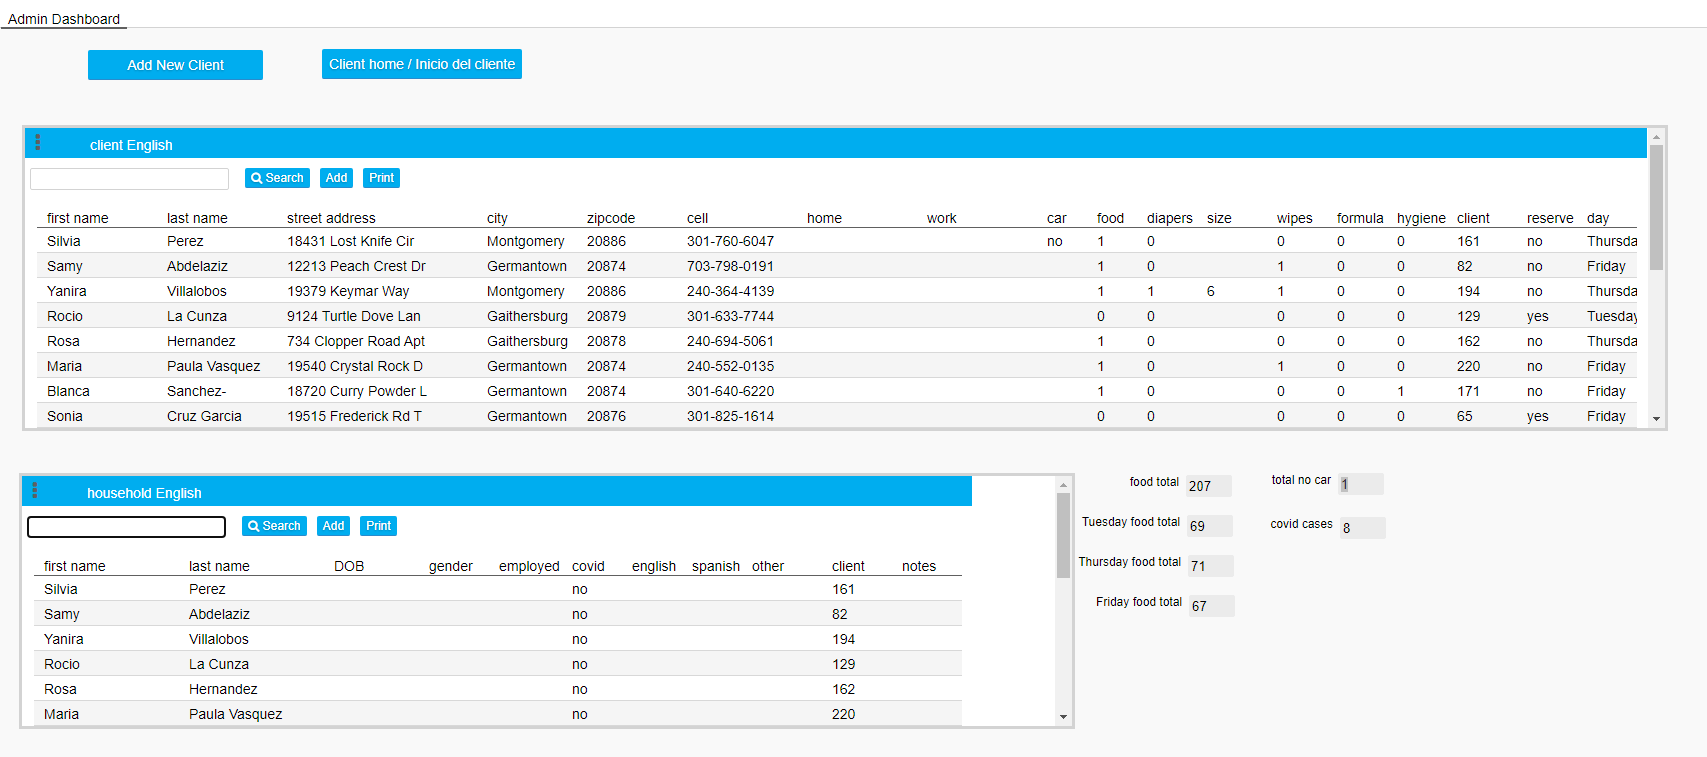 Admin Dashboard
Add New Client
Client home / Inicio del cliente
client English
Search Add Print
first name last name street address city zipcode cell home work car food diapers size wipes formula hygiene client reserve day
Silvia Perez 18431 Lost Knife Cir Montgomery 20886 301-760-6047 no 1 0 0 0 0 161 no Thursda
Samy Abdelaziz 12213 Peach Crest Dr Germantown 20874 703-798-0191 1 0 1 0 0 82 no Friday
Yanira Villalobos 19379 Keymar Way Montgomery 20886 240-364-4139 1 1 6 1 0 0 194 no Thursda
Rocio La Cunza 9124 Turtle Dove Lan Gaithersburg 20879 301-633-7744 0 0 0 0 0 129 yes Tuesday
Rosa Hernandez 734 Clopper Road Apt Gaithersburg 20878 240-694-5061 1 0 0 0 0 162 no Thursda
Maria Paula Vasquez 19540 Crystal Rock D Germantown 20874 240-552-0135 1 0 1 0 0 220 no Friday
Blanca Sanchez- 18720 Curry Powder L Germantown 20874 301-640-6220 1 0 0 0 1 171 no Friday
Sonia Cruz Garcia 19515 Frederick Rd T Germantown 20876 301-825-1614 0 0 0 0 0 65 yes Friday
household English
Search Add Print
first name last name DOB gender employed covid english spanish other client notes
Silvia Perez no 161
Samy Abdelaziz no 82
Yanira Villalobos no 194
Rocio La Cunza no 129
Rosa Hernandez no 162
Maria Paula Vasquez no 220
food total 207 total no car 1
Tuesday food total 69 covid cases 8
Thursday food total 71
Friday food total 67